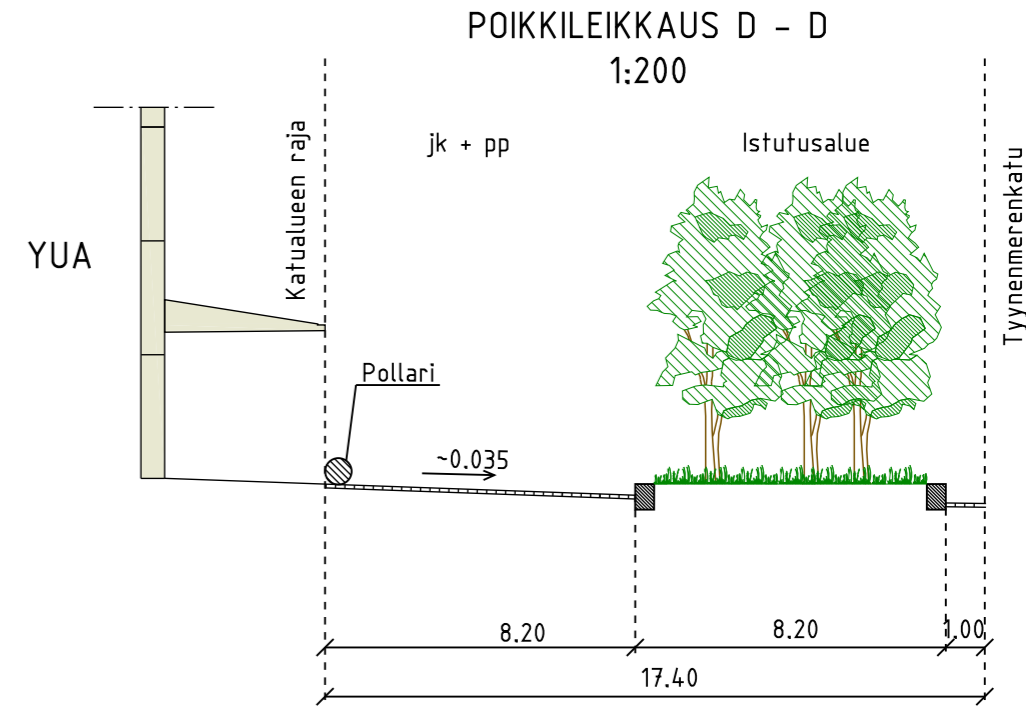 POIKKILEIKKAUS D - D
1:200
jk + pp
Istutusalue
Katualueen raja
Tyynenmerenkatu
YUA
Pollari
~0.035
8.20
8.20
1.00
17.40